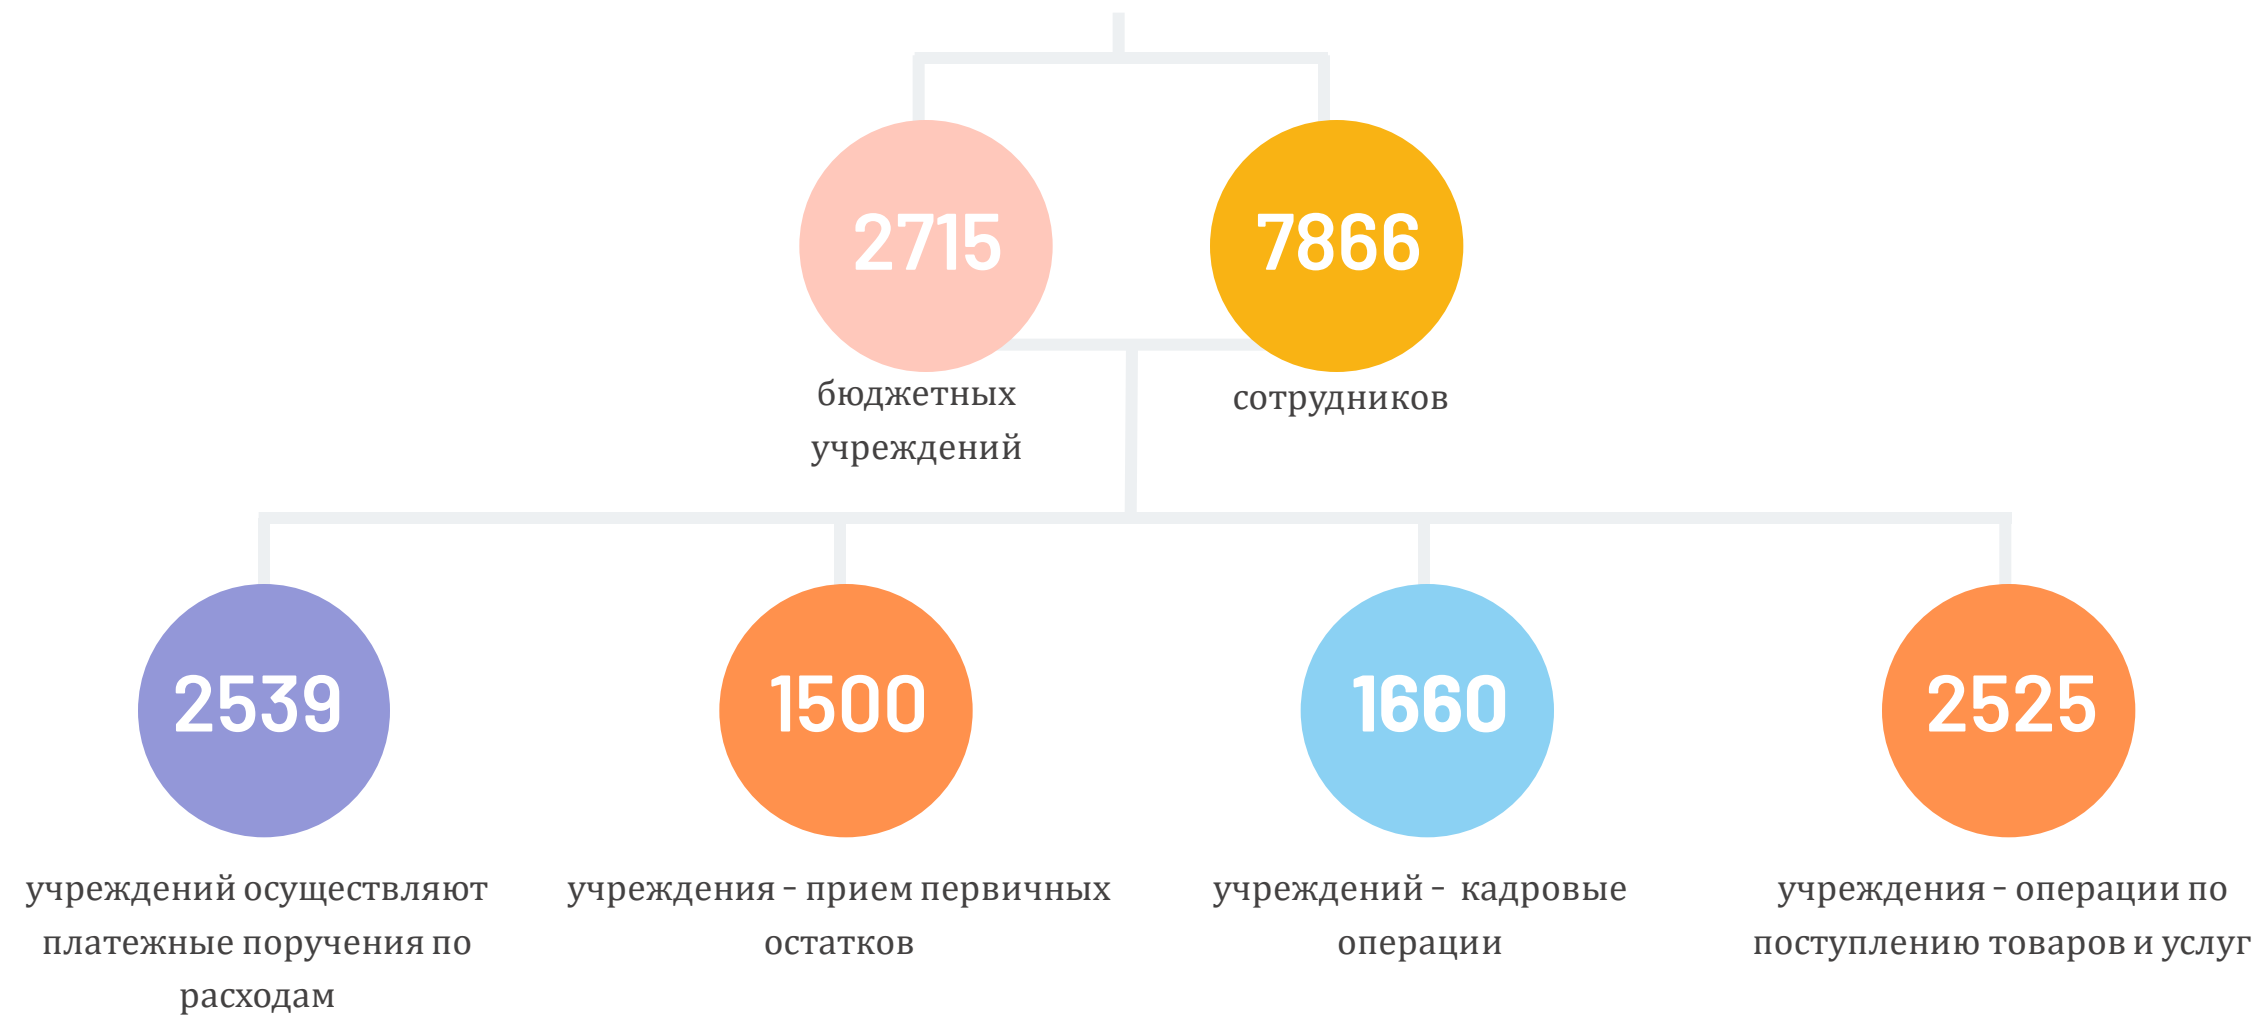 2715
7866
бюджетных
учреждений
сотрудников
2539
1500
1660
2525
учреждений осуществляют
платежные поручения по
расходам
учреждения - прием первичных
остатков
учреждений - кадровые
операции
учреждения - операции по
поступлению товаров и услуг